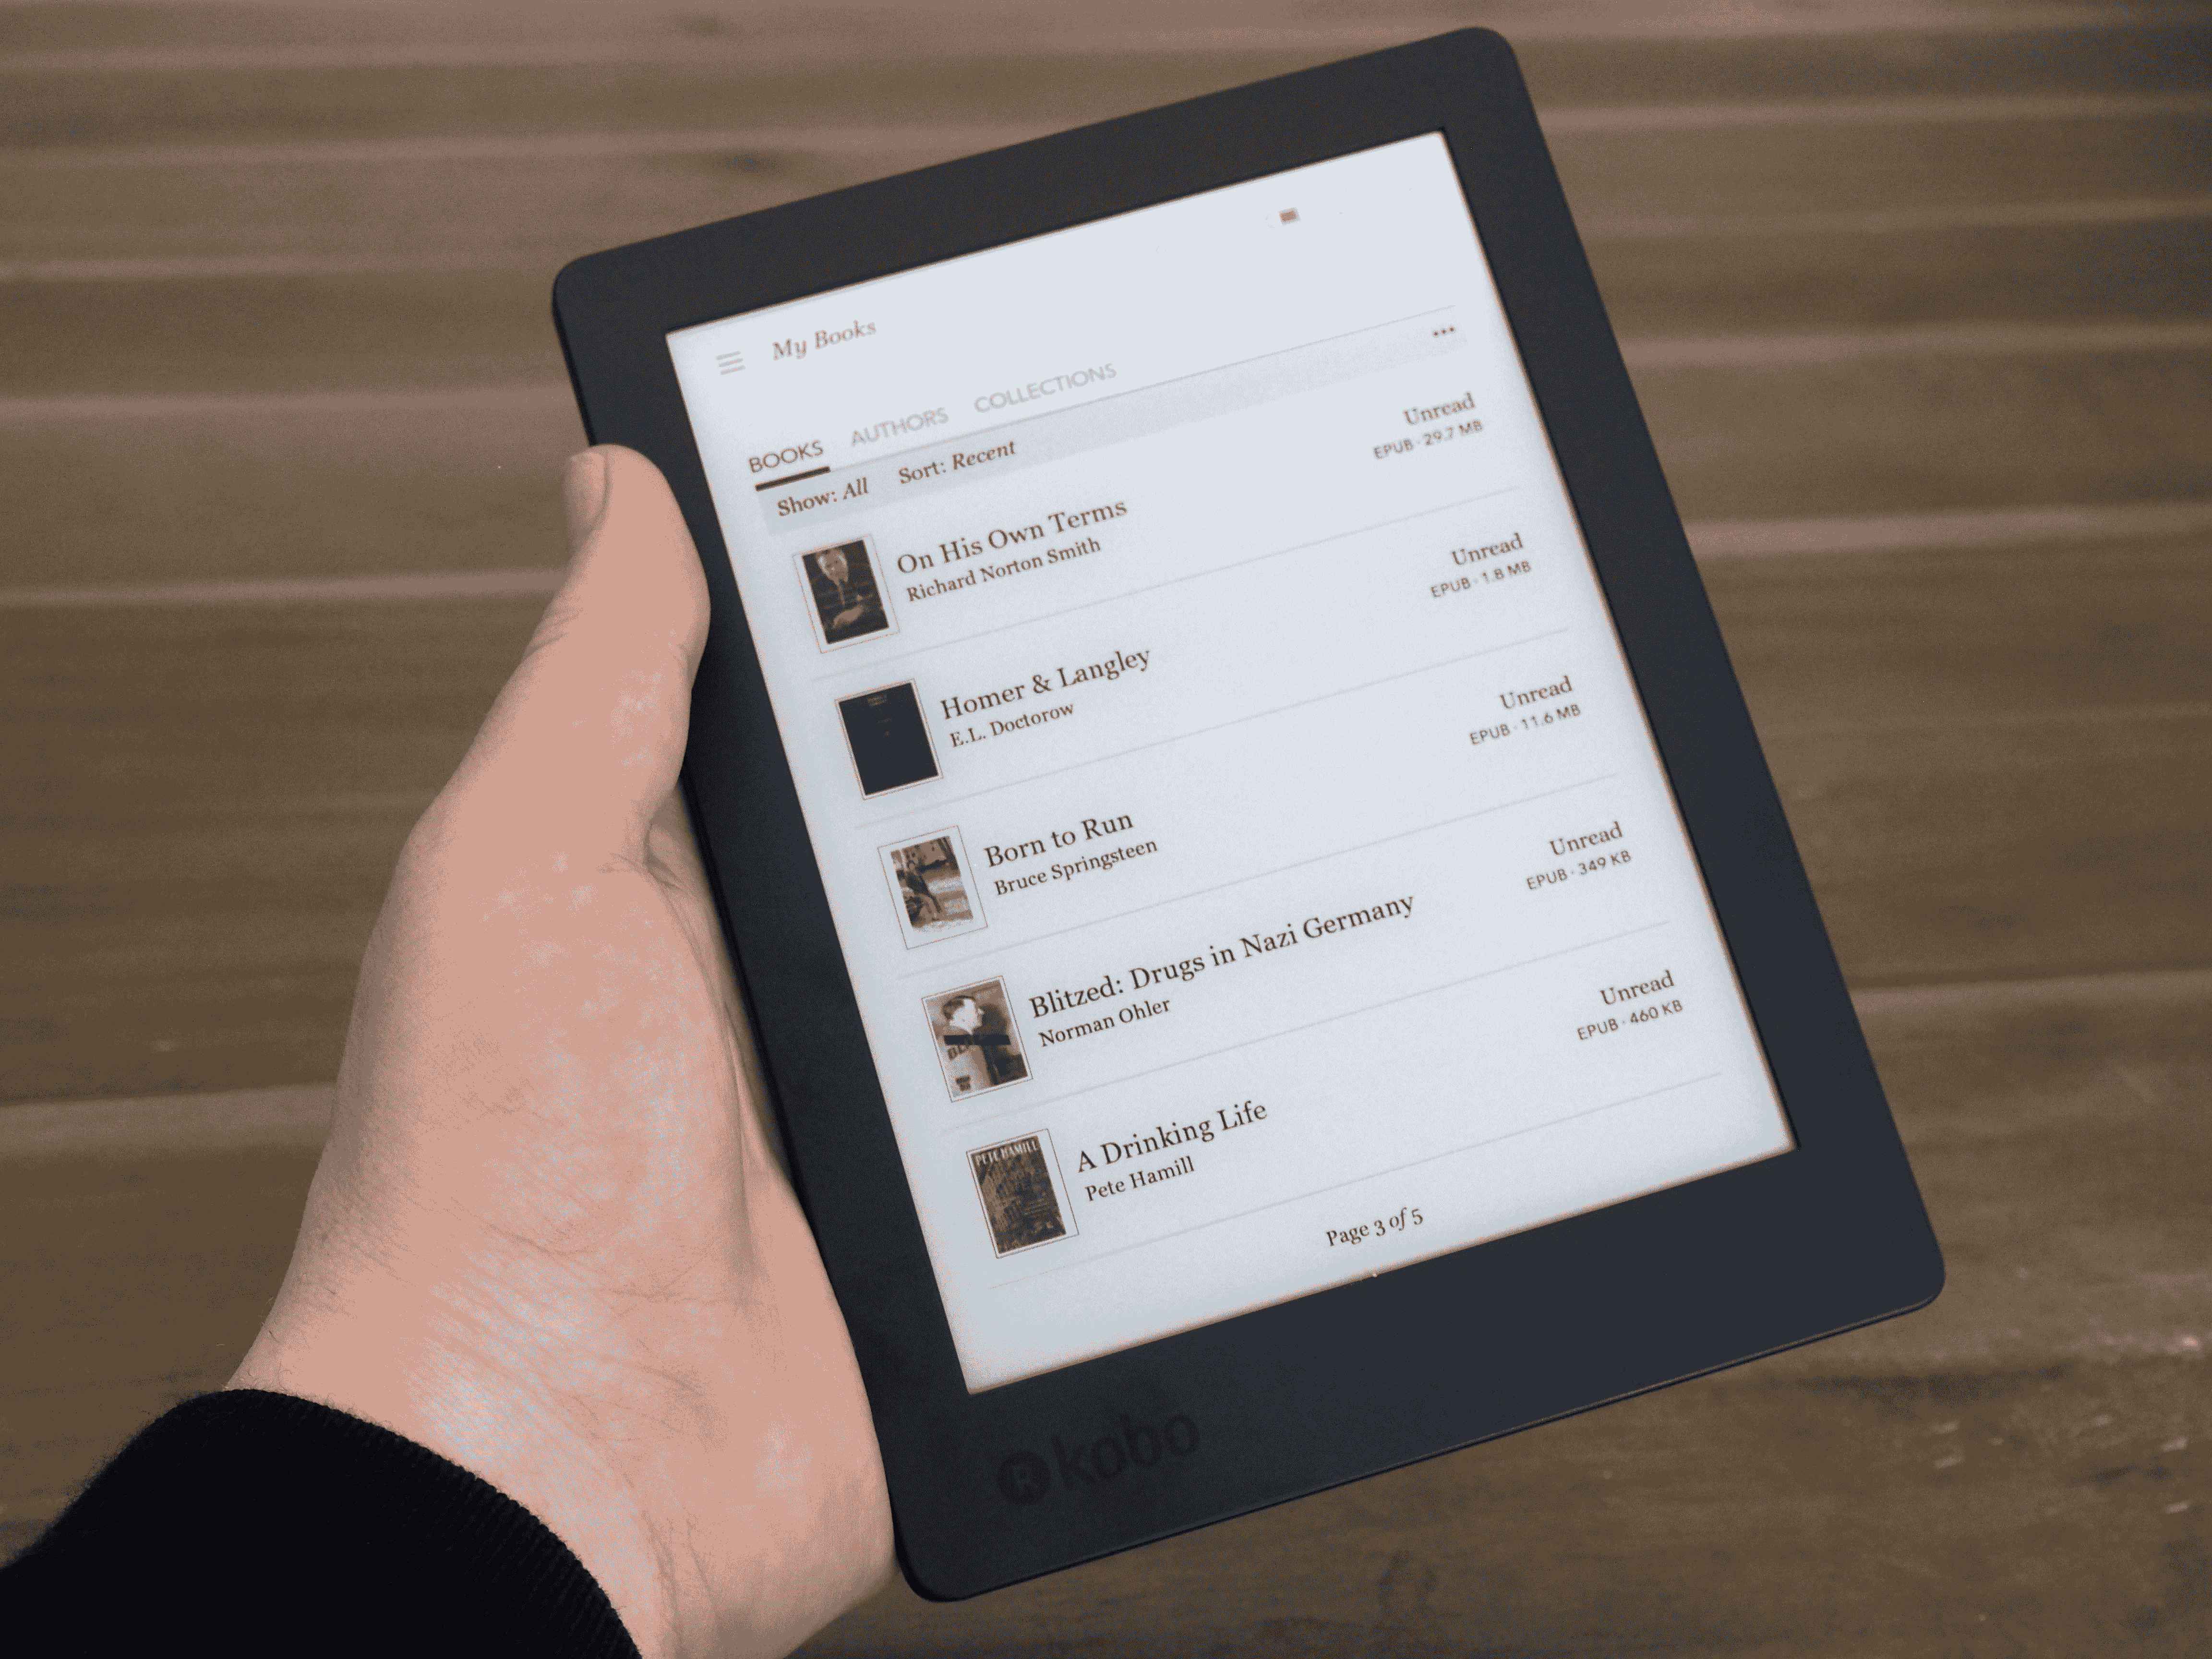 My Books
BOOKS AUTHORS COLLECTIONS
Show: All Sort: Recent
On His Own Terms
Richard Norton Smith
Unread
EPUB · 29.7 MB
Homer & Langley
E.L. Doctorow
Unread
EPUB · 1.8 MB
Born to Run
Bruce Springsteen
Unread
EPUB · 11.6 MB
Blitzed: Drugs in Nazi Germany
Norman Ohler
Unread
EPUB · 349 KB
PETE HAMILL
A Drinking Life
Pete Hamill
Unread
EPUB · 460 KB
Page 3 of 5
R kobo